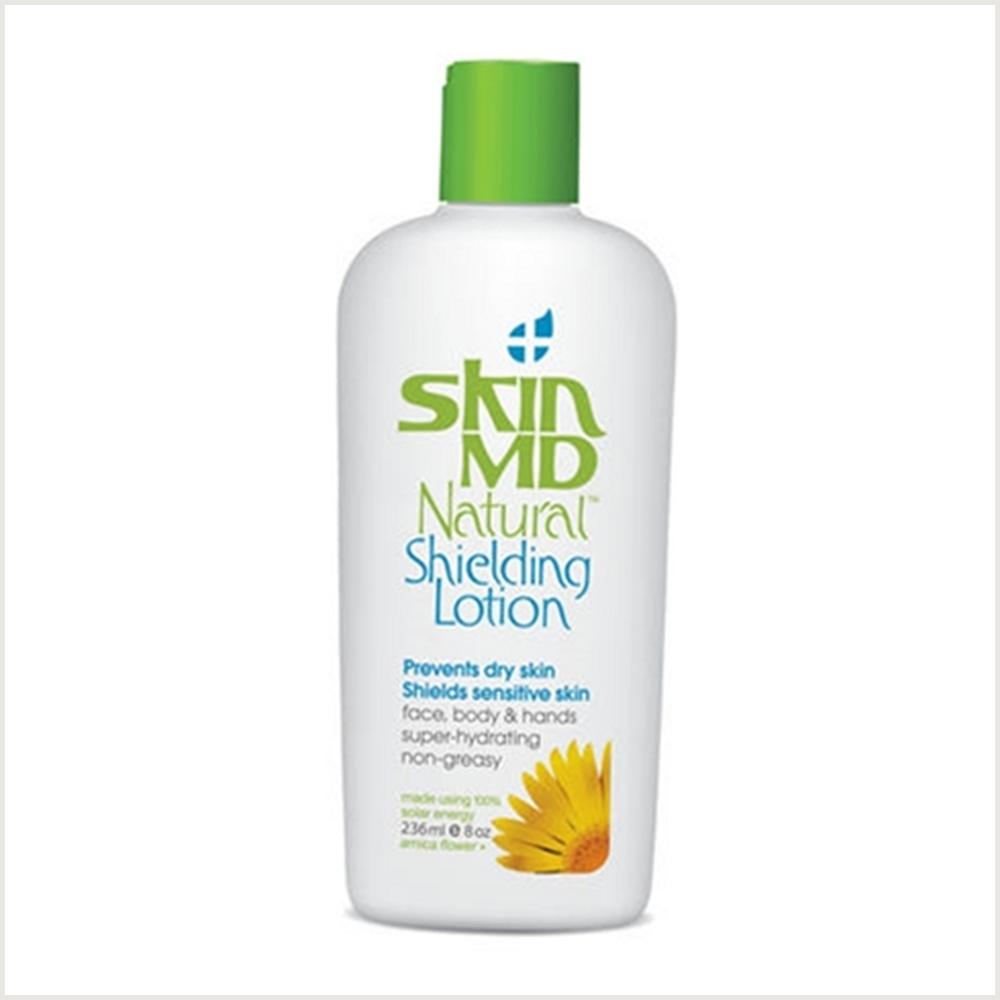 skin
MD
Natural™
Shielding
Lotion
Prevents dry skin
Shields sensitive skin
face, body & hands
super-hydrating
non-greasy
made using 100%
solar energy
236ml e 8 oz
arnica flower